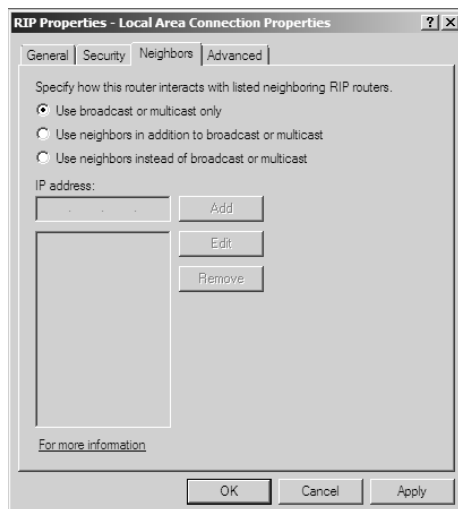 RIP Properties - Local Area Connection Properties ? X
General Security Neighbors Advanced
Specify how this router interacts with listed neighboring RIP routers.
Use broadcast or multicast only
Use neighbors in addition to broadcast or multicast
Use neighbors instead of broadcast or multicast
IP address:
. . . Add
Edit
Remove
For more information
OK Cancel Apply